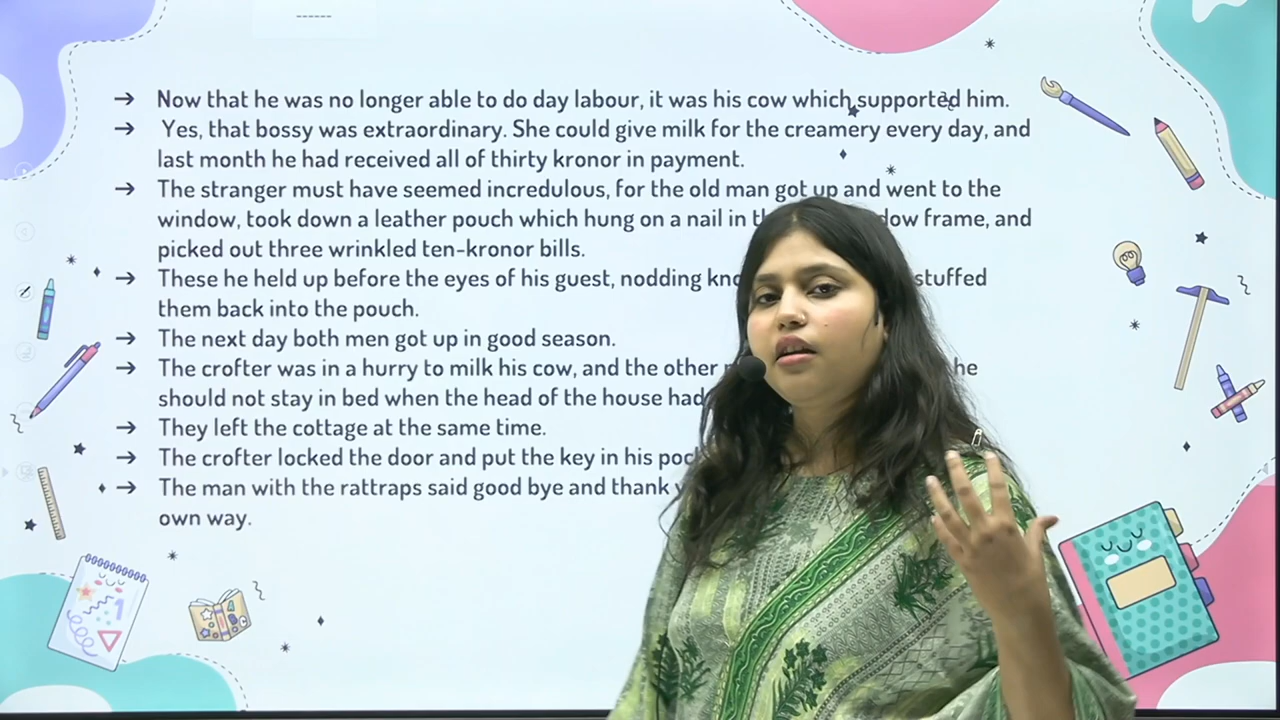 ------
→ Now that he was no longer able to do day labour, it was his cow which supported him.
→ Yes, that bossy was extraordinary. She could give milk for the creamery every day, and
last month he had received all of thirty kronor in payment.
→ The stranger must have seemed incredulous, for the old man got up and went to the
window, took down a leather pouch which hung on a nail in frame, and
picked out three wrinkled ten-kronor bills.
→ These he held up before the eyes of his guest, nodding stuffed
them back into the pouch.
→ The next day both men got up in good season.
→ The crofter was in a hurry to milk his cow, and the other he
should not stay in bed when the head of the house had
→ They left the cottage at the same time.
→ The crofter locked the door and put the key in his
→ The man with the rattraps said good bye and thank
own way.